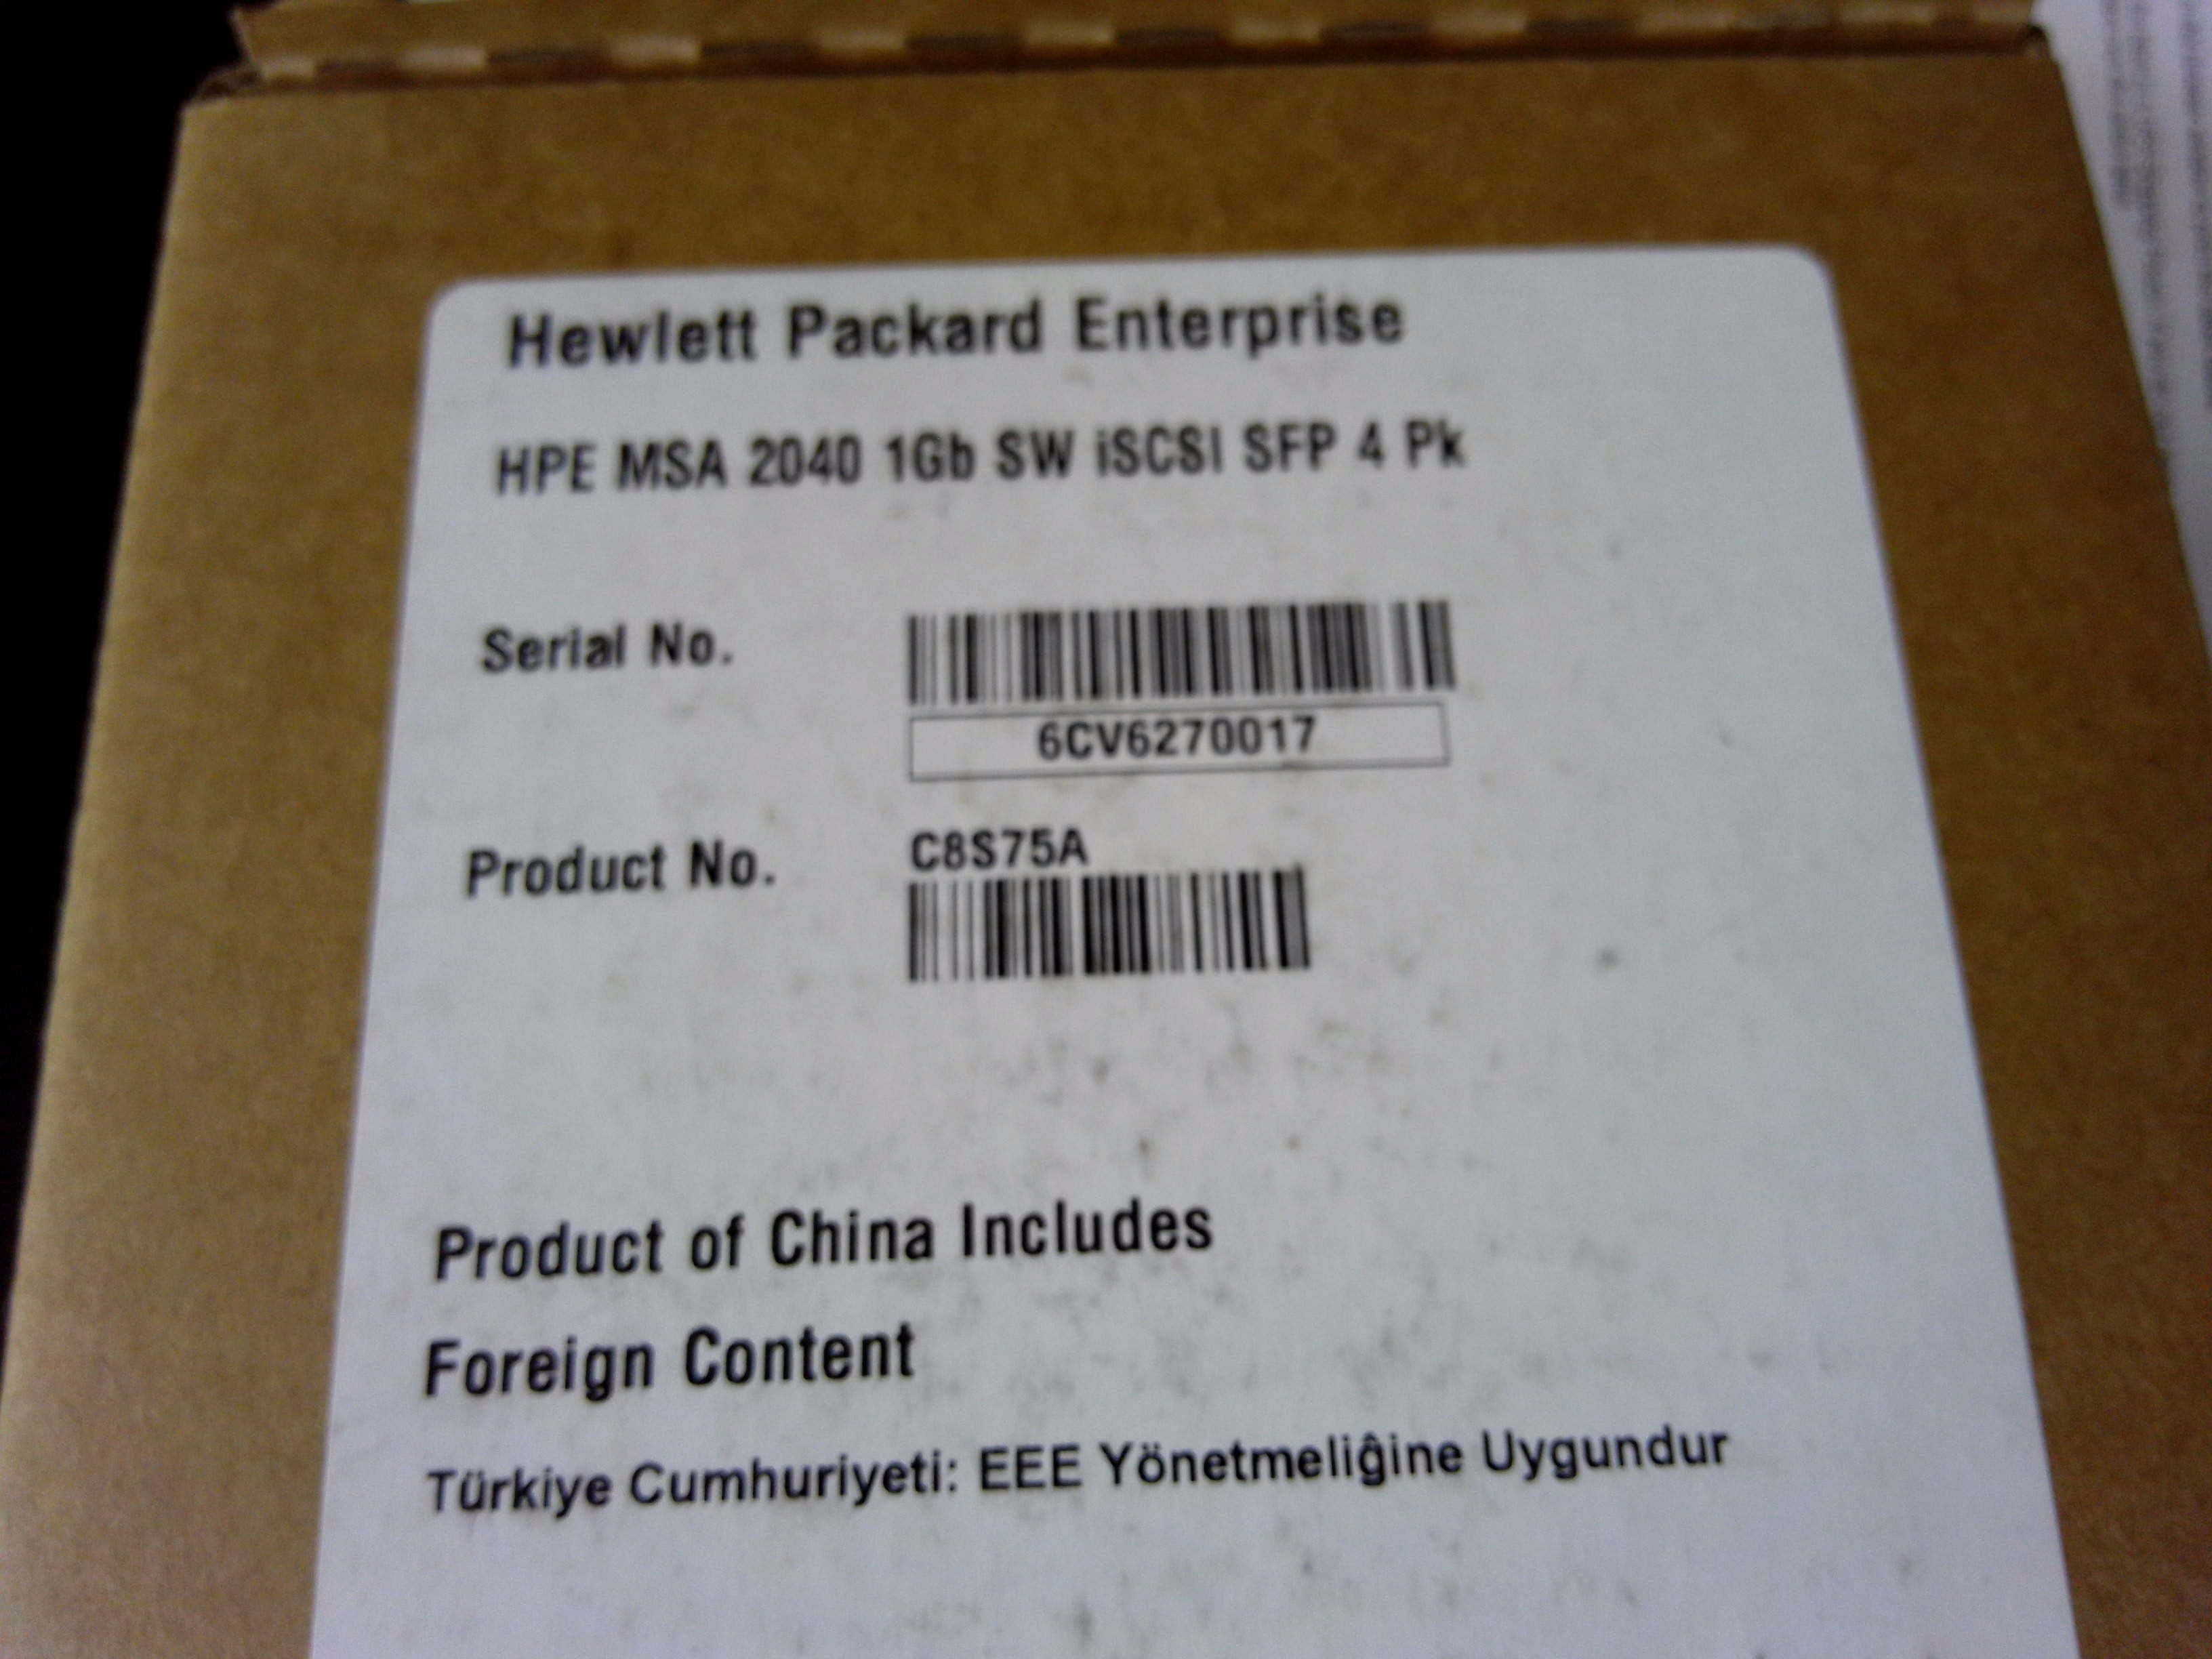 Hewlett Packard Enterprise
HPE MSA 2040 1Gb SW iSCSI SFP 4 Pk
Serial No.
6CV6270017
Product No. C8S75A
Product of China Includes
Foreign Content
Türkiye Cumhuriyeti: EEE Yönetmeliĝine Uygundur